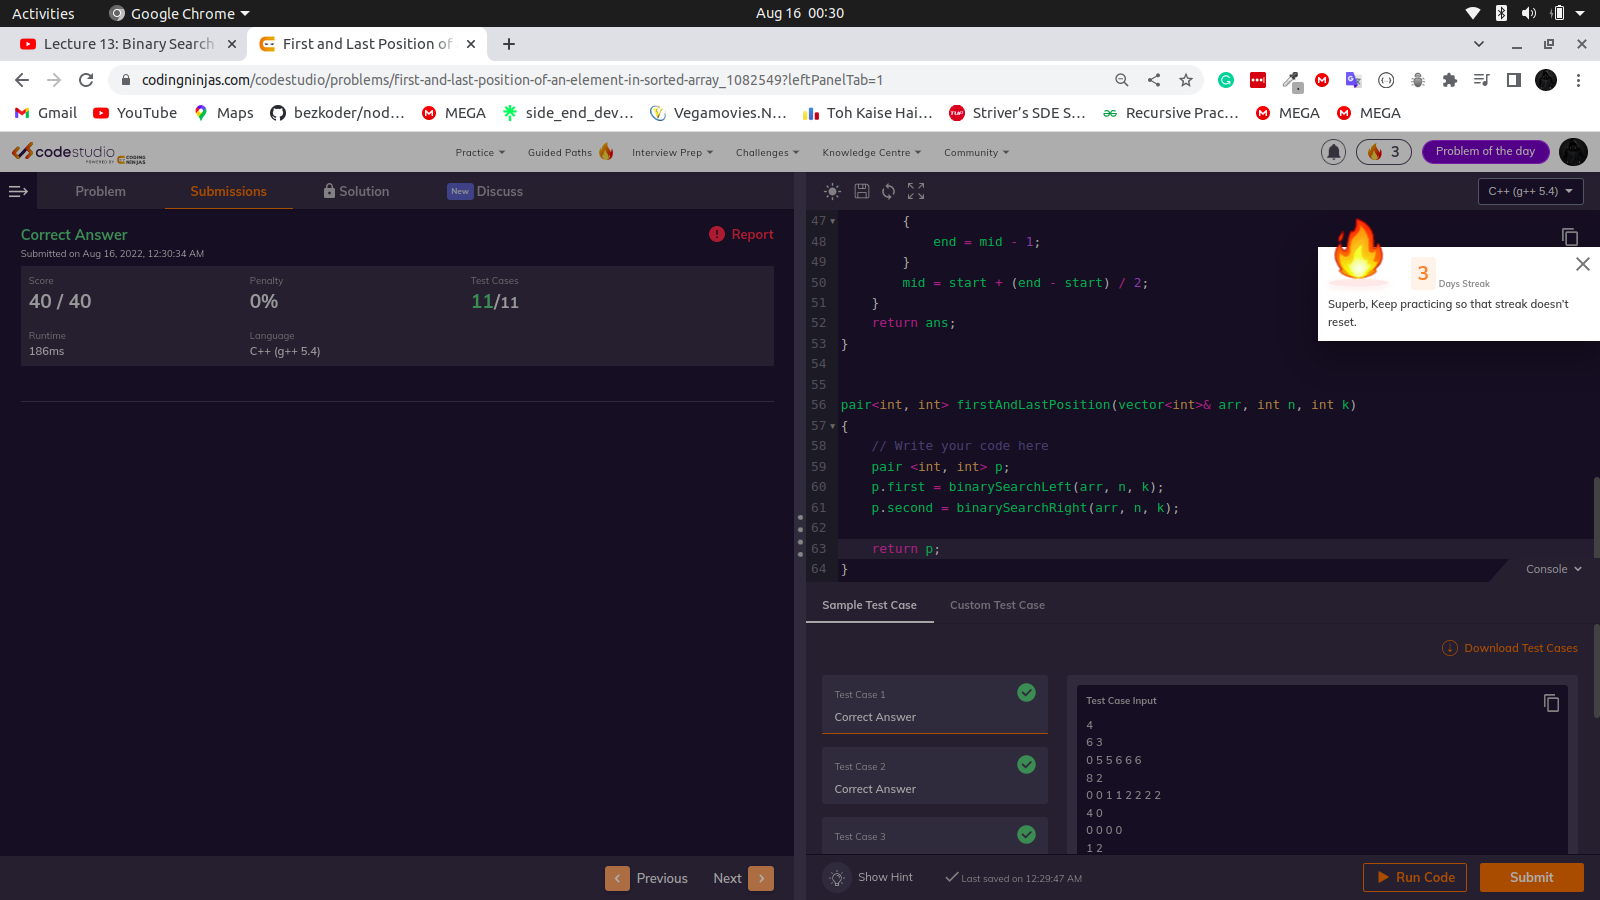 Activities
Google Chrome
Aug 16 00:30
Lecture 13: Binary Search
First and Last Position of
codingninjas.com/codestudio/problems/first-and-last-position-of-an-element-in-sorted-array_1082549?leftPanelTab=1
Gmail
YouTube
Maps
bezkoder/nod...
MEGA
side_end_dev...
Vegamovies.N...
Toh Kaise Hai...
Striver's SDE S...
Recursive Prac...
MEGA
MEGA
codestudio
POWERED BY CODING NINJAS
Practice
Guided Paths
Interview Prep
Challenges
Knowledge Centre
Community
3
Problem of the day
Problem
Submissions
Solution
New Discuss
C++ (g++ 5.4)
Correct Answer
Report
Submitted on Aug 16, 2022, 12:30:34 AM
Score
Penalty
Test Cases
40 / 40
0%
11/11
Runtime
Language
186ms
C++ (g++ 5.4)
Previous
Next
47 {
48 end = mid - 1;
49 }
50 mid = start + (end - start) / 2;
51 }
52 return ans;
53 }
54
55
56 pair<int, int> firstAndLastPosition(vector<int>& arr, int n, int k)
57 {
58 // Write your code here
59 pair <int, int> p;
60 p.first = binarySearchLeft(arr, n, k);
61 p.second = binarySearchRight(arr, n, k);
62
63 return p;
64 }
3 Days Streak
Superb, Keep practicing so that streak doesn't
reset.
Console
Sample Test Case
Custom Test Case
Download Test Cases
Test Case 1
Correct Answer
Test Case 2
Correct Answer
Test Case 3
Test Case Input
4
6 3
0 5 5 6 6 6
8 2
0 0 1 1 2 2 2 2
4 0
0 0 0 0
1 2
Show Hint
Last saved on 12:29:47 AM
Run Code
Submit